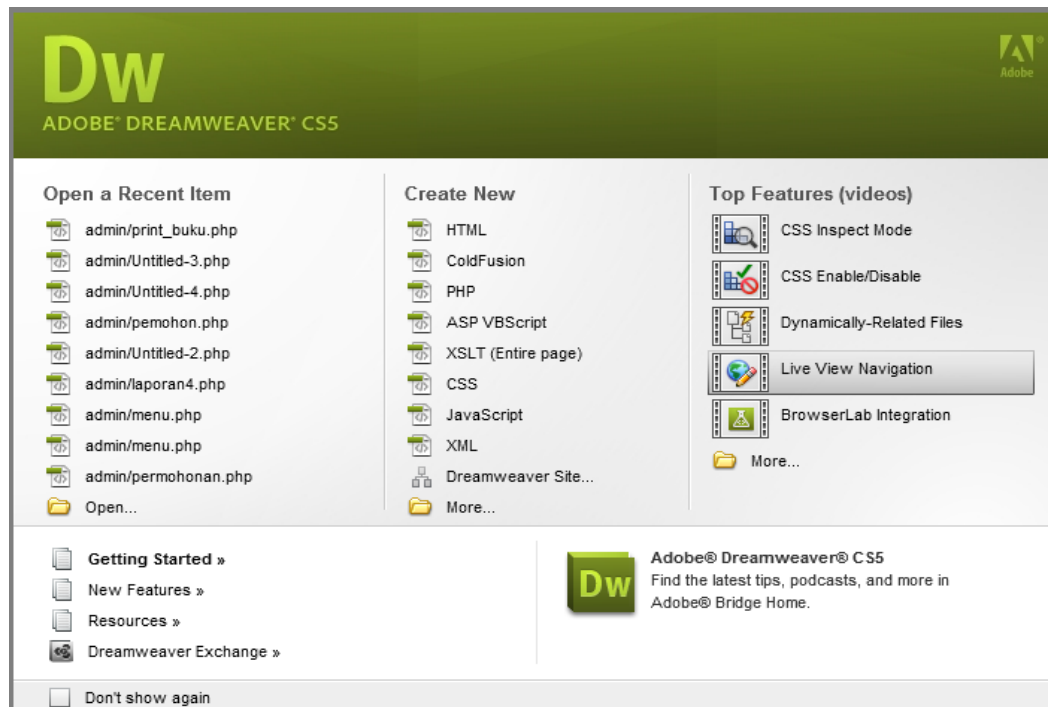 Dw
ADOBE® DREAMWEAVER® CS5
Adobe®
Open a Recent Item
admin/print_buku.php
admin/Untitled-3.php
admin/Untitled-4.php
admin/pemohon.php
admin/Untitled-2.php
admin/laporan4.php
admin/menu.php
admin/menu.php
admin/permohonan.php
Open...
Create New
HTML
ColdFusion
PHP
ASP VBScript
XSLT (Entire page)
CSS
JavaScript
XML
Dreamweaver Site...
More...
Top Features (videos)
CSS Inspect Mode
CSS Enable/Disable
Dynamically-Related Files
Live View Navigation
BrowserLab Integration
More...
Getting Started »
New Features »
Resources »
Dreamweaver Exchange »
Dw
Adobe® Dreamweaver® CS5
Find the latest tips, podcasts, and more in
Adobe® Bridge Home.
Don't show again